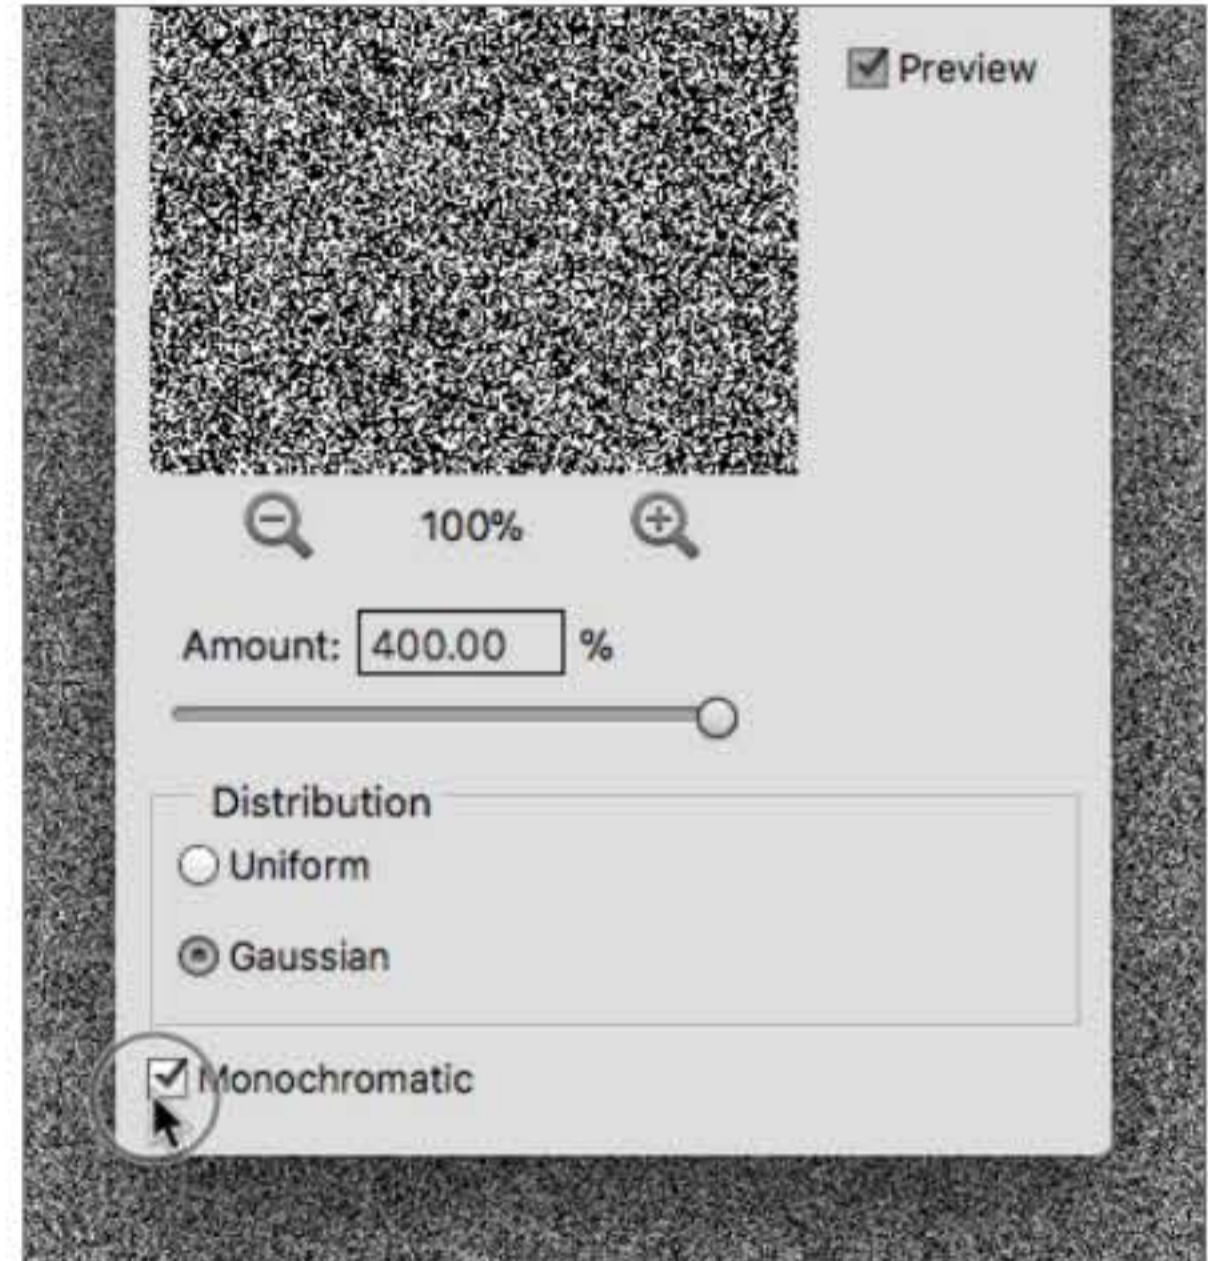 Preview
100%
Amount: 400.00 %
Distribution
Uniform
Gaussian
Monochromatic